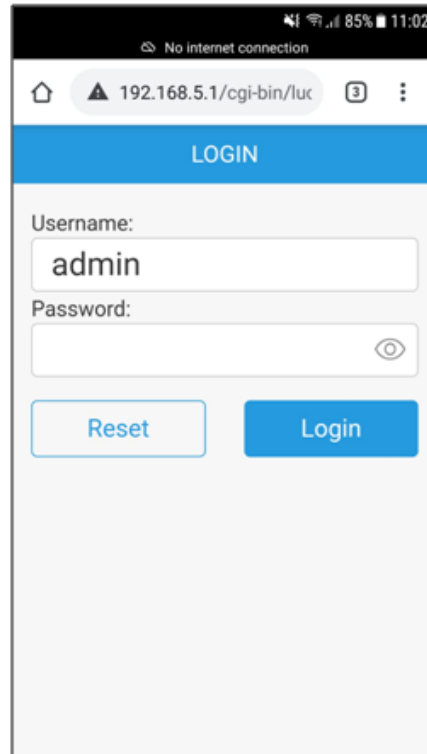 85% 11:02
No internet connection
192.168.5.1/cgi-bin/luc
3
LOGIN
Username:
admin
Password:
Reset
Login